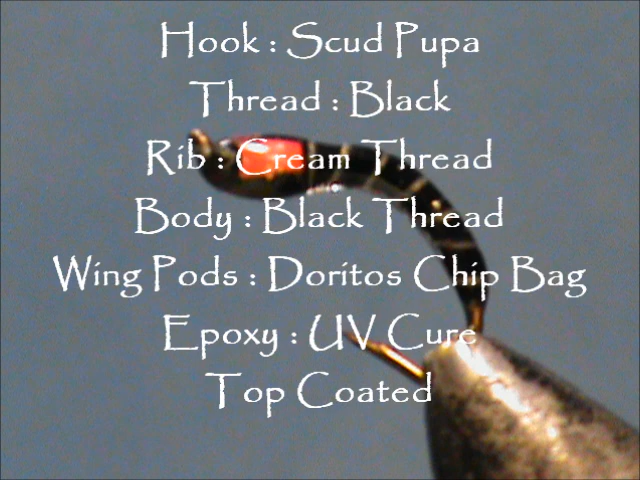 Hook : Scud Pupa
Thread : Black
Rib : Cream Thread
Body : Black Thread
Wing Pods : Doritos Chip Bag
Epoxy : UV Cure
Top Coated